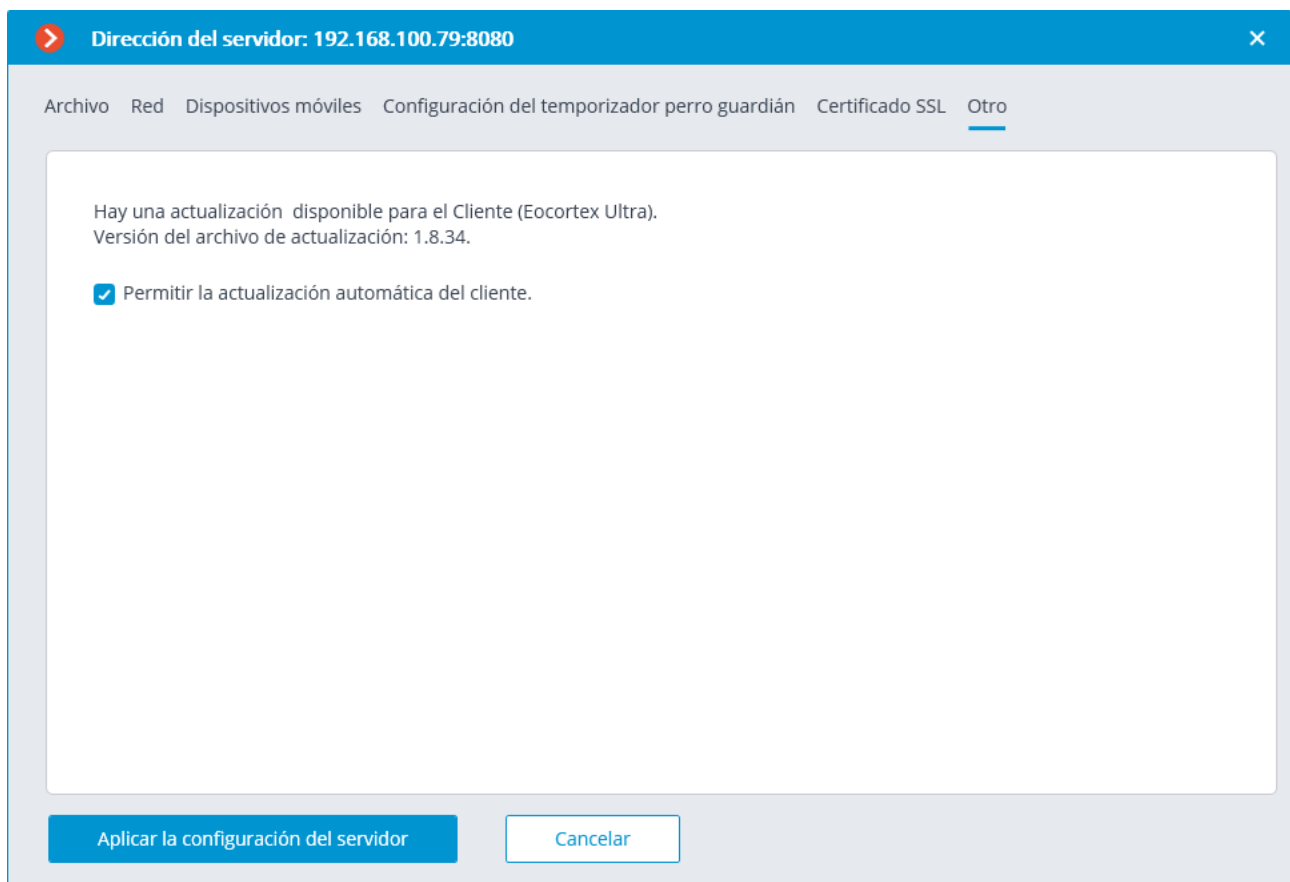 Dirección del servidor: 192.168.100.79:8080
Archivo Red Dispositivos móviles Configuración del temporizador perro guardián Certificado SSL Otro
Hay una actualización  disponible para el Cliente (Eocortex Ultra).
Versión del archivo de actualización: 1.8.34.
Permitir la actualización automática del cliente.
Aplicar la configuración del servidor Cancelar